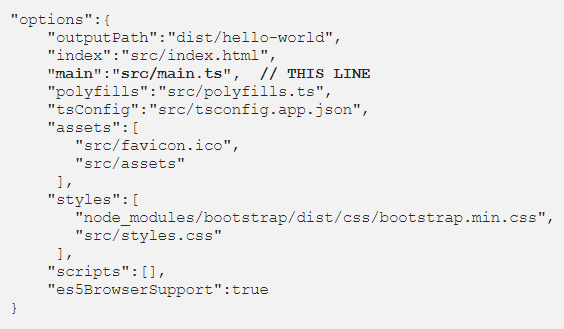 "options":{
"outputPath":"dist/hello-world",
"index":"src/index.html",
"main":"src/main.ts",  // THIS LINE
"polyfills":"src/polyfills.ts",
"tsConfig":"src/tsconfig.app.json",
"assets":[
"src/favicon.ico",
"src/assets"
],
"styles":[
"node_modules/bootstrap/dist/css/bootstrap.min.css",
"src/styles.css"
],
"scripts":[],
"es5BrowserSupport":true
}